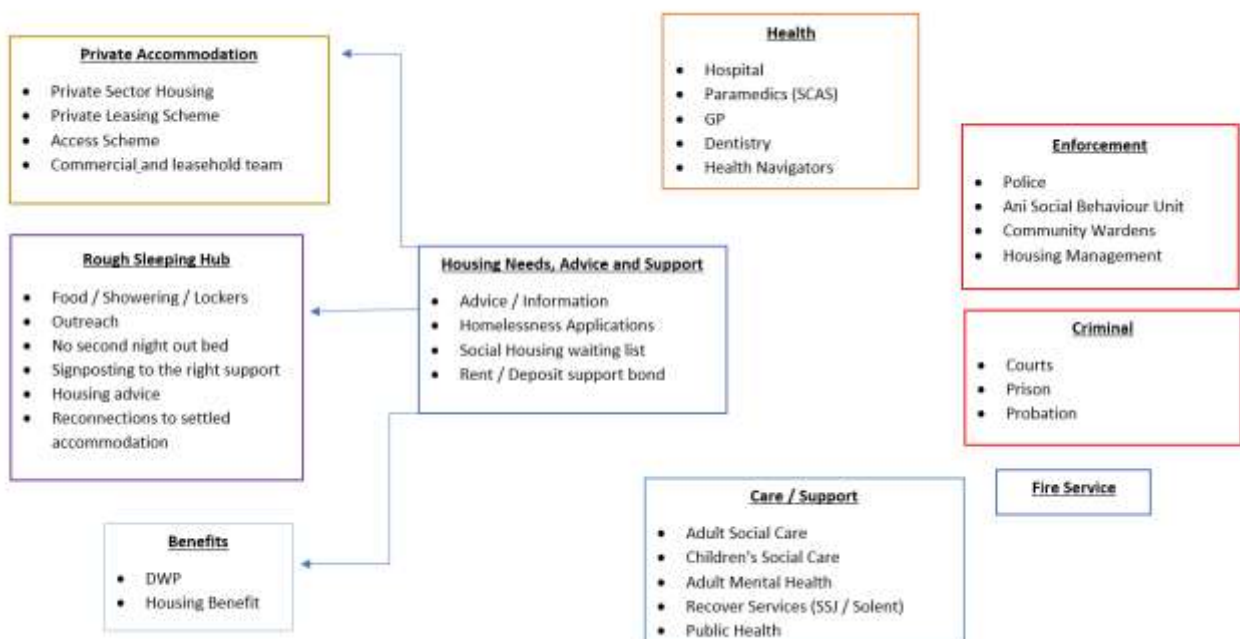 Private Accommodation
Private Sector Housing
Private Leasing Scheme
Access Scheme
Commercial and leasehold team
Health
Hospital
Paramedics (SCAS)
GP
Dentistry
Health Navigators
Enforcement
Police
Ani Social Behaviour Unit
Community Wardens
Housing Management
Rough Sleeping Hub
Food / Showering / Lockers
Outreach
No second night out bed
Signposting to the right support
Housing advice
Reconnections to settled
accommodation
Housing Needs, Advice and Support
Advice / Information
Homelessness Applications
Social Housing waiting list
Rent / Deposit support bond
Criminal
Courts
Prison
Probation
Fire Service
Benefits
DWP
Housing Benefit
Care / Support
Adult Social Care
Children's Social Care
Adult Mental Health
Recover Services (SSJ / Solent)
Public Health